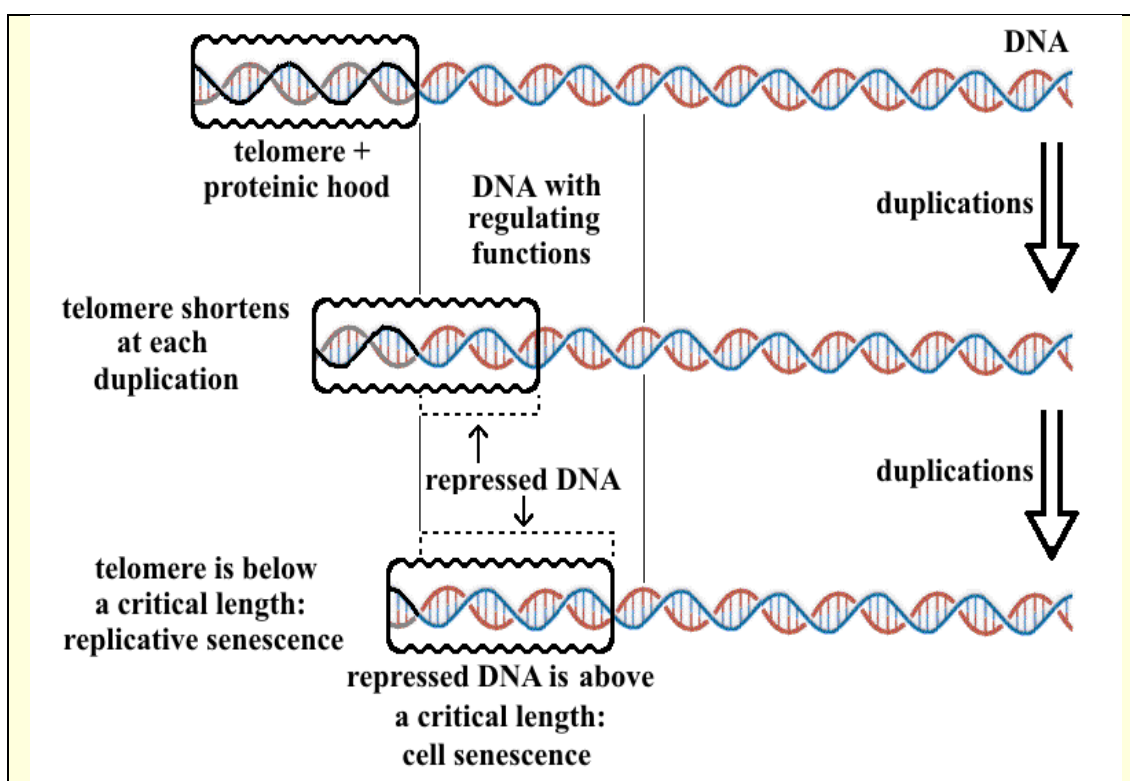 DNA
telomere +
proteinic hood
DNA with
regulating
functions
duplications
telomere shortens
at each
duplication
repressed DNA
duplications
telomere is below
a critical length:
replicative senescence
repressed DNA is above
a critical length:
cell senescence